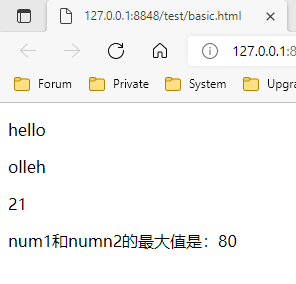 127.0.0.1:8848/test/basic.html
127.0.0.1:8
Forum Private System Upgra
hello
olleh
21
num1和numn2的最大值是：80